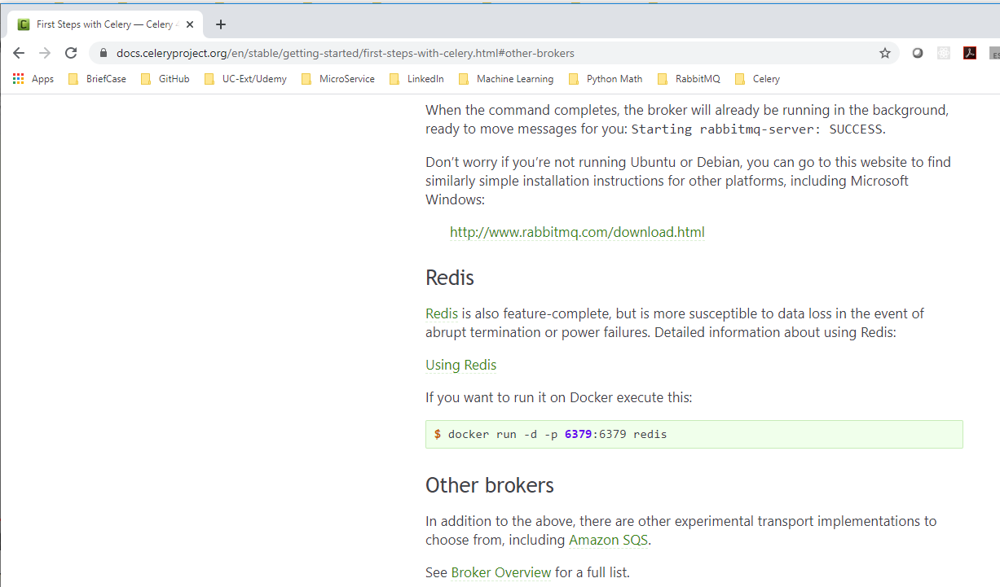 First Steps with Celery — Celery 4
docs.celeryproject.org/en/stable/getting-started/first-steps-with-celery.html#other-brokers
Apps BriefCase GitHub UC-Ext/Udemy MicroService LinkedIn Machine Learning Python Math RabbitMQ Celery
When the command completes, the broker will already be running in the background,
ready to move messages for you: Starting rabbitmq-server: SUCCESS.
Don’t worry if you’re not running Ubuntu or Debian, you can go to this website to find
similarly simple installation instructions for other platforms, including Microsoft
Windows:
http://www.rabbitmq.com/download.html
Redis
Redis is also feature-complete, but is more susceptible to data loss in the event of
abrupt termination or power failures. Detailed information about using Redis:
Using Redis
If you want to run it on Docker execute this:
$ docker run -d -p 6379:6379 redis
Other brokers
In addition to the above, there are other experimental transport implementations to
choose from, including Amazon SQS.
See Broker Overview for a full list.